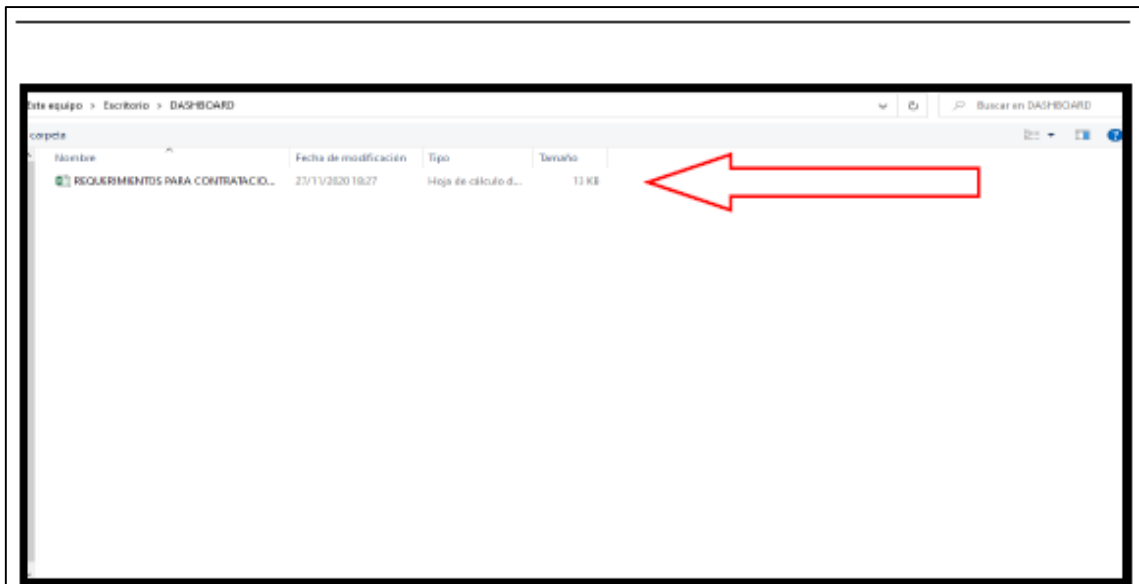 Este equipo > Escritorio > DASHBOARD Buscar en DASHBOARD
carpeta
Nombre Fecha de modificación Tipo Tamaño
REQUERIMIENTOS PARA CONTRATACIO... 27/11/2020 18:27 Hoja de cálculo d... 13 KB